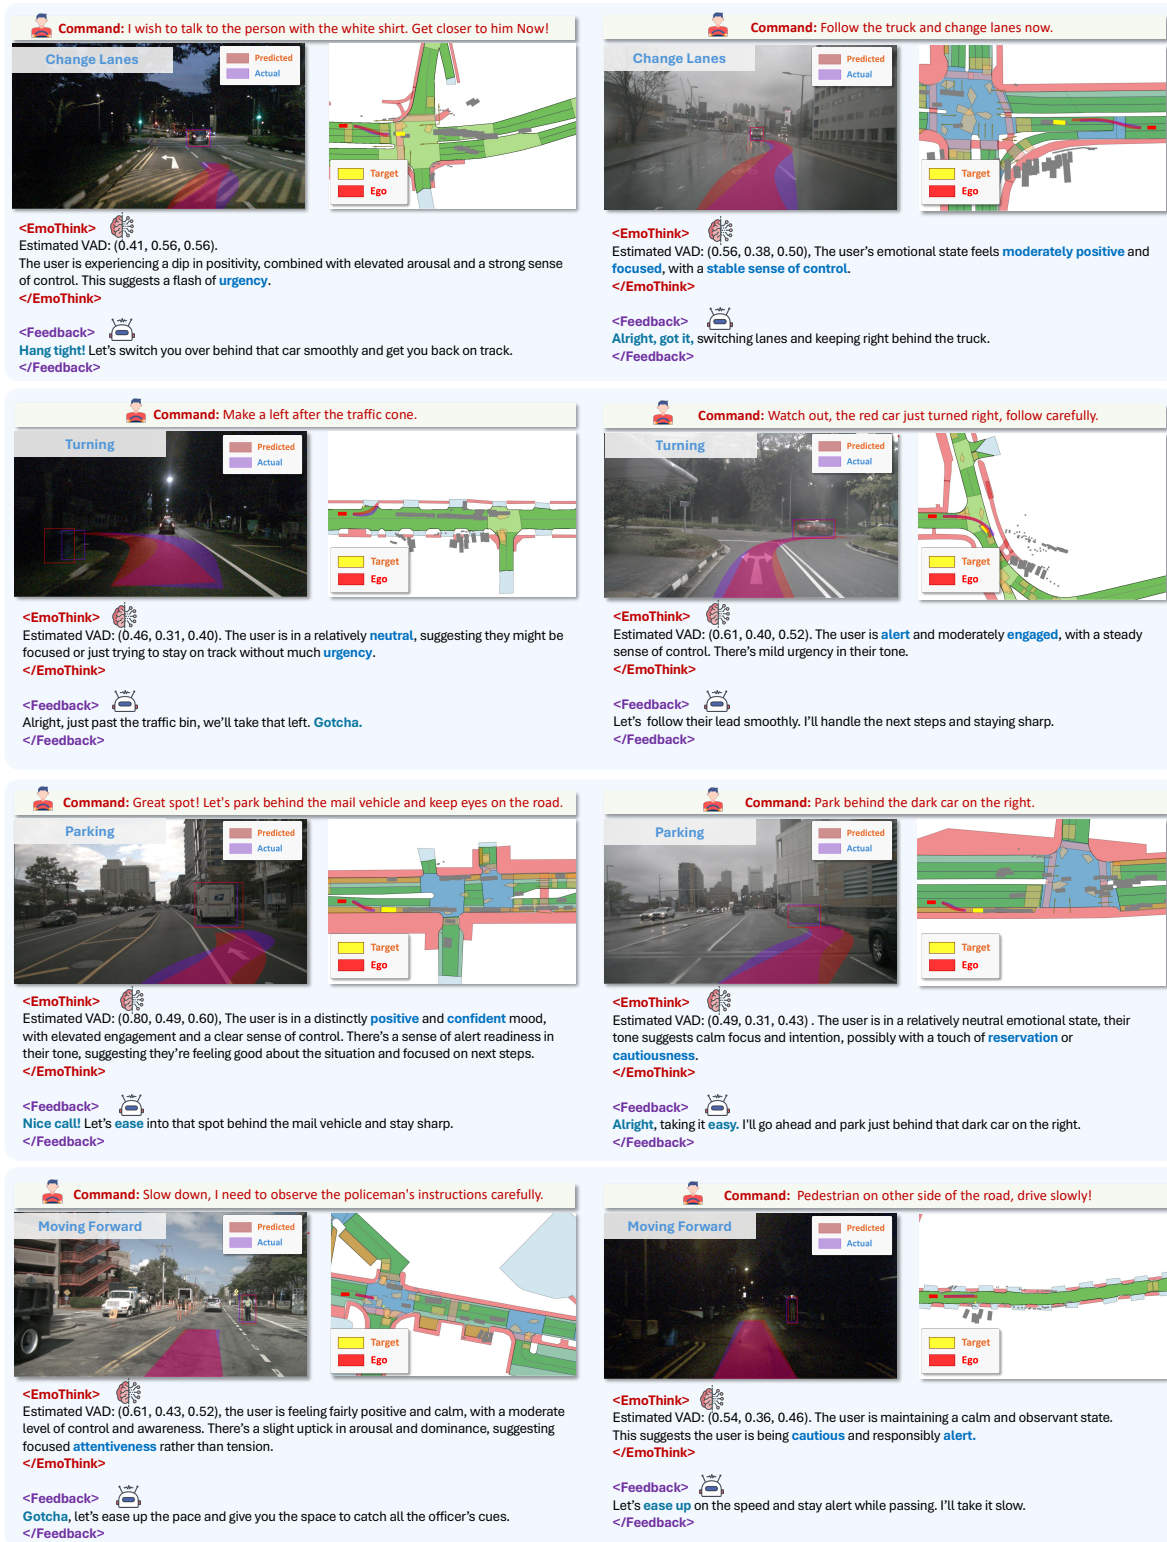 Command: I wish to talk to the person with the white shirt. Get closer to him Now!
Change Lanes
Predicted
Actual
Target
Ego
<EmoThink>
Estimated VAD: (0.41, 0.56, 0.56).
The user is experiencing a dip in positivity, combined with elevated arousal and a strong sense
of control. This suggests a flash of urgency.
</EmoThink>
<Feedback>
Hang tight! Let's switch you over behind that car smoothly and get you back on track.
</Feedback>
Command: Follow the truck and change lanes now.
Change Lanes
Predicted
Actual
Target
Ego
<EmoThink>
Estimated VAD: (0.56, 0.38, 0.50), The user's emotional state feels moderately positive and
focused, with a stable sense of control.
</EmoThink>
<Feedback>
Alright, got it, switching lanes and keeping right behind the truck.
</Feedback>
Command: Make a left after the traffic cone.
Turning
Predicted
Actual
Target
Ego
<EmoThink>
Estimated VAD: (0.46, 0.31, 0.40). The user is in a relatively neutral, suggesting they might be
focused or just trying to stay on track without much urgency.
</EmoThink>
<Feedback>
Alright, just past the traffic bin, we'll take that left. Gotcha.
</Feedback>
Command: Watch out, the red car just turned right, follow carefully.
Turning
Predicted
Actual
Target
Ego
<EmoThink>
Estimated VAD: (0.61, 0.40, 0.52). The user is alert and moderately engaged, with a steady
sense of control. There's mild urgency in their tone.
</EmoThink>
<Feedback>
Let's follow their lead smoothly. I'll handle the next steps and staying sharp.
</Feedback>
Command: Great spot! Let's park behind the mail vehicle and keep eyes on the road.
Parking
Predicted
Actual
Target
Ego
<EmoThink>
Estimated VAD: (0.80, 0.49, 0.60), The user is in a distinctly positive and confident mood,
with elevated engagement and a clear sense of control. There's a sense of alert readiness in
their tone, suggesting they're feeling good about the situation and focused on next steps.
</EmoThink>
<Feedback>
Nice call! Let's ease into that spot behind the mail vehicle and stay sharp.
</Feedback>
Command: Park behind the dark car on the right.
Parking
Predicted
Actual
Target
Ego
<EmoThink>
Estimated VAD: (0.49, 0.31, 0.43) . The user is in a relatively neutral emotional state, their
tone suggests calm focus and intention, possibly with a touch of reservation or
cautiousness.
</EmoThink>
<Feedback>
Alright, taking it easy. I'll go ahead and park just behind that dark car on the right.
</Feedback>
Command: Slow down, I need to observe the policeman's instructions carefully.
Moving Forward
Predicted
Actual
Target
Ego
<EmoThink>
Estimated VAD: (0.61, 0.43, 0.52), the user is feeling fairly positive and calm, with a moderate
level of control and awareness. There's a slight uptick in arousal and dominance, suggesting
focused attentiveness rather than tension.
</EmoThink>
<Feedback>
Gotcha, let's ease up the pace and give you the space to catch all the officer's cues.
</Feedback>
Command: Pedestrian on other side of the road, drive slowly!
Moving Forward
Predicted
Actual
Target
Ego
<EmoThink>
Estimated VAD: (0.54, 0.36, 0.46). The user is maintaining a calm and observant state.
This suggests the user is being cautious and responsibly alert.
</EmoThink>
<Feedback>
Let's ease up on the speed and stay alert while passing. I'll take it slow.
</Feedback>